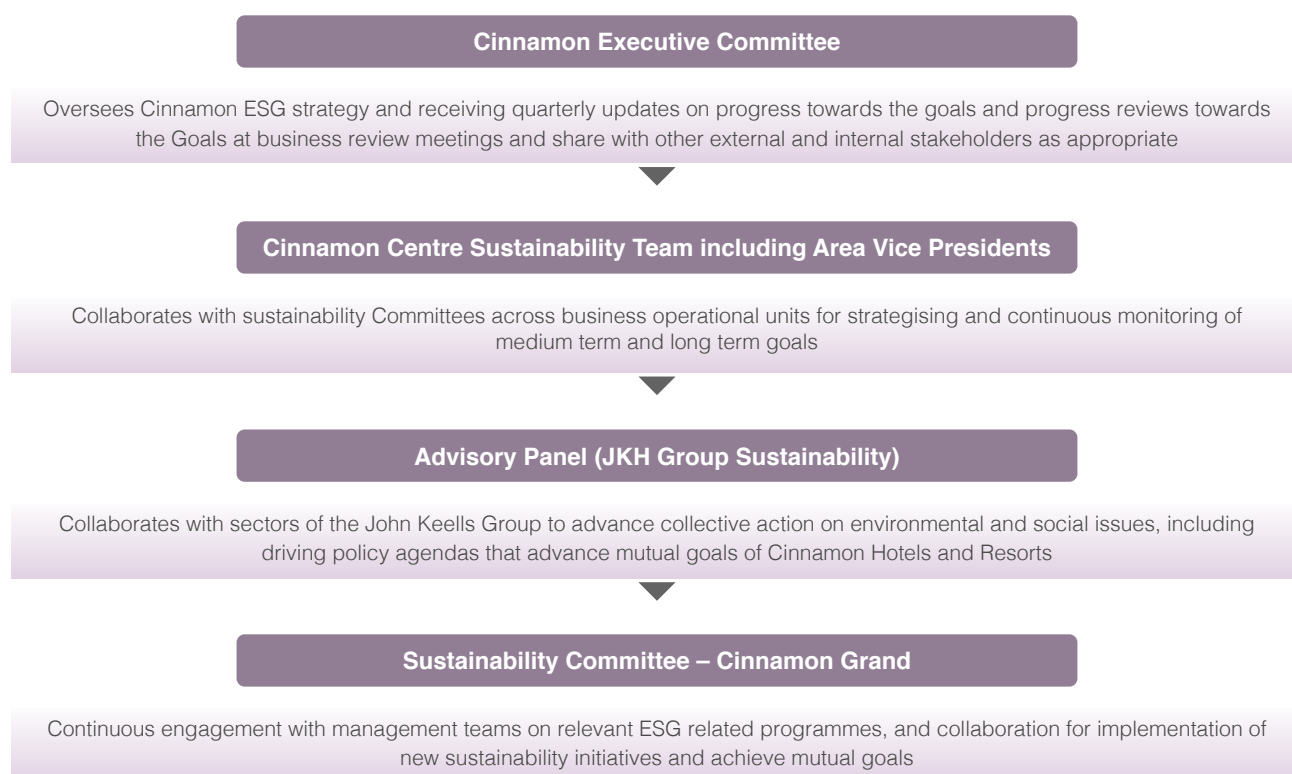 Cinnamon Executive Committee
Oversees Cinnamon ESG strategy and receiving quarterly updates on progress towards the goals and progress reviews towards
the Goals at business review meetings and share with other external and internal stakeholders as appropriate
Cinnamon Centre Sustainability Team including Area Vice Presidents
Collaborates with sustainability Committees across business operational units for strategising and continuous monitoring of
medium term and long term goals
Advisory Panel (JKH Group Sustainability)
Collaborates with sectors of the John Keells Group to advance collective action on environmental and social issues, including
driving policy agendas that advance mutual goals of Cinnamon Hotels and Resorts
Sustainability Committee – Cinnamon Grand
Continuous engagement with management teams on relevant ESG related programmes, and collaboration for implementation of
new sustainability initiatives and achieve mutual goals